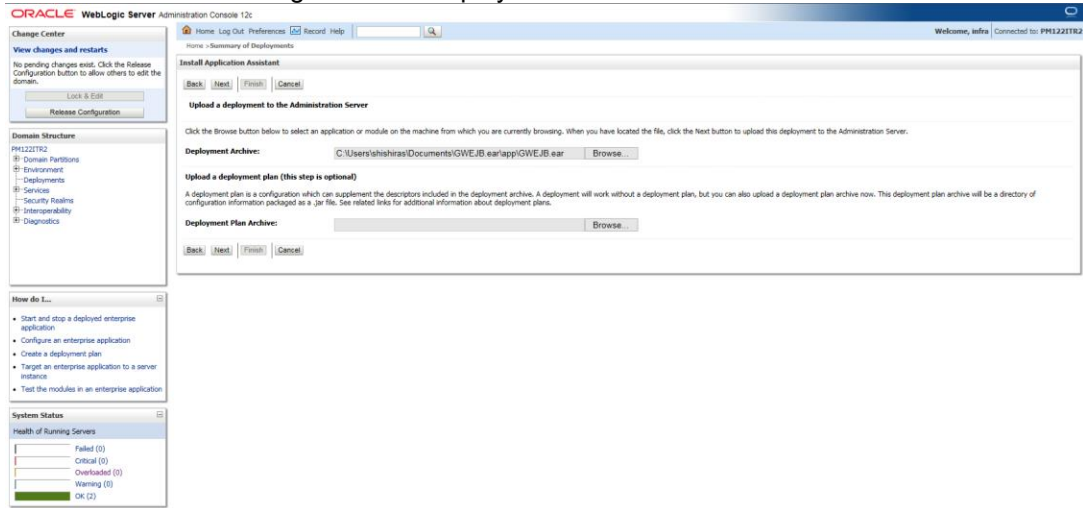 ORACLE WebLogic Server Administration Console 12c
Change Center
View changes and restarts
No pending changes exist. Click the Release
Configuration button to allow others to edit the
domain.
Lock & Edit
Release Configuration
Domain Structure
PM122ITR2
Domain Partitions
Environment
Deployments
Services
Security Realms
Interoperability
Diagnostics
How do I...
Start and stop a deployed enterprise
application
Configure an enterprise application
Create a deployment plan
Target an enterprise application to a server
instance
Test the modules in an enterprise application
System Status
Health of Running Servers
Failed (0)
Critical (0)
Overloaded (0)
Warning (0)
OK (2)
Home Log Out Preferences Record Help
Welcome, infra Connected to: PM122ITR2
Home >Summary of Deployments
Install Application Assistant
Back Next Finish Cancel
Upload a deployment to the Administration Server
Click the Browse button below to select an application or module on the machine from which you are currently browsing. When you have located the file, click the Next button to upload this deployment to the Administration Server.
Deployment Archive: C:\Users\shishiras\Documents\GWEJB.ear\app\GWEJB.ear Browse...
Upload a deployment plan (this step is optional)
A deployment plan is a configuration which can supplement the descriptors included in the deployment archive. A deployment will work without a deployment plan, but you can also upload a deployment plan archive now. This deployment plan archive will be a directory of
configuration information packaged as a .jar file. See related links for additional information about deployment plans.
Deployment Plan Archive: Browse...
Back Next Finish Cancel